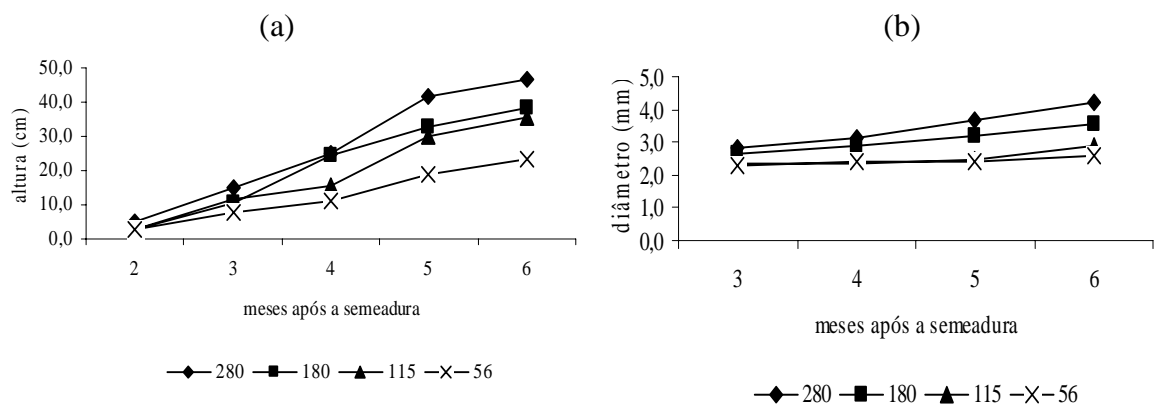 (a)
50,0
40,0
30,0
20,0
10,0
0,0
altura (cm)
2 3 4 5 6
meses após a semeadura
280 180 115 56
(b)
5,0
4,0
3,0
2,0
1,0
0,0
diâmetro (mm)
3 4 5 6
meses após a semeadura
280 180 115 56